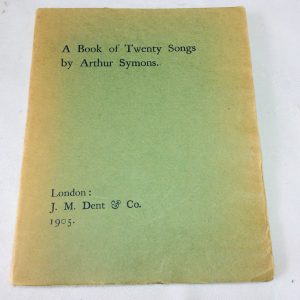 A Book of Twenty Songs
by Arthur Symons.
London:
J. M. Dent & Co.
1905.